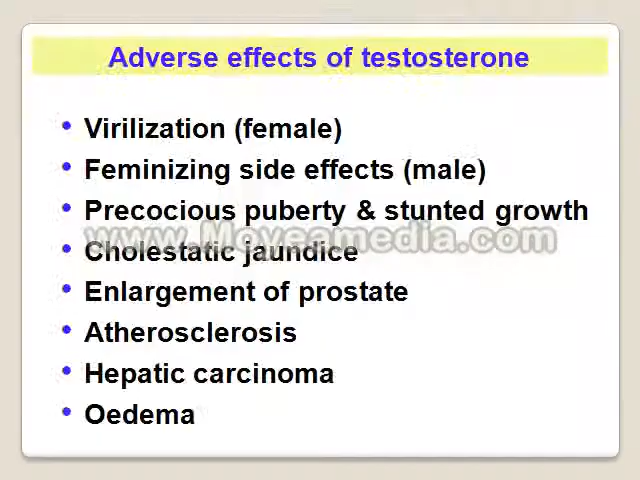 Adverse effects of testosterone
• Virilization (female)
• Feminizing side effects (male)
• Precocious puberty & stunted growth
www.Moveamedia.com
• Cholestatic jaundice
• Enlargement of prostate
• Atherosclerosis
• Hepatic carcinoma
• Oedema